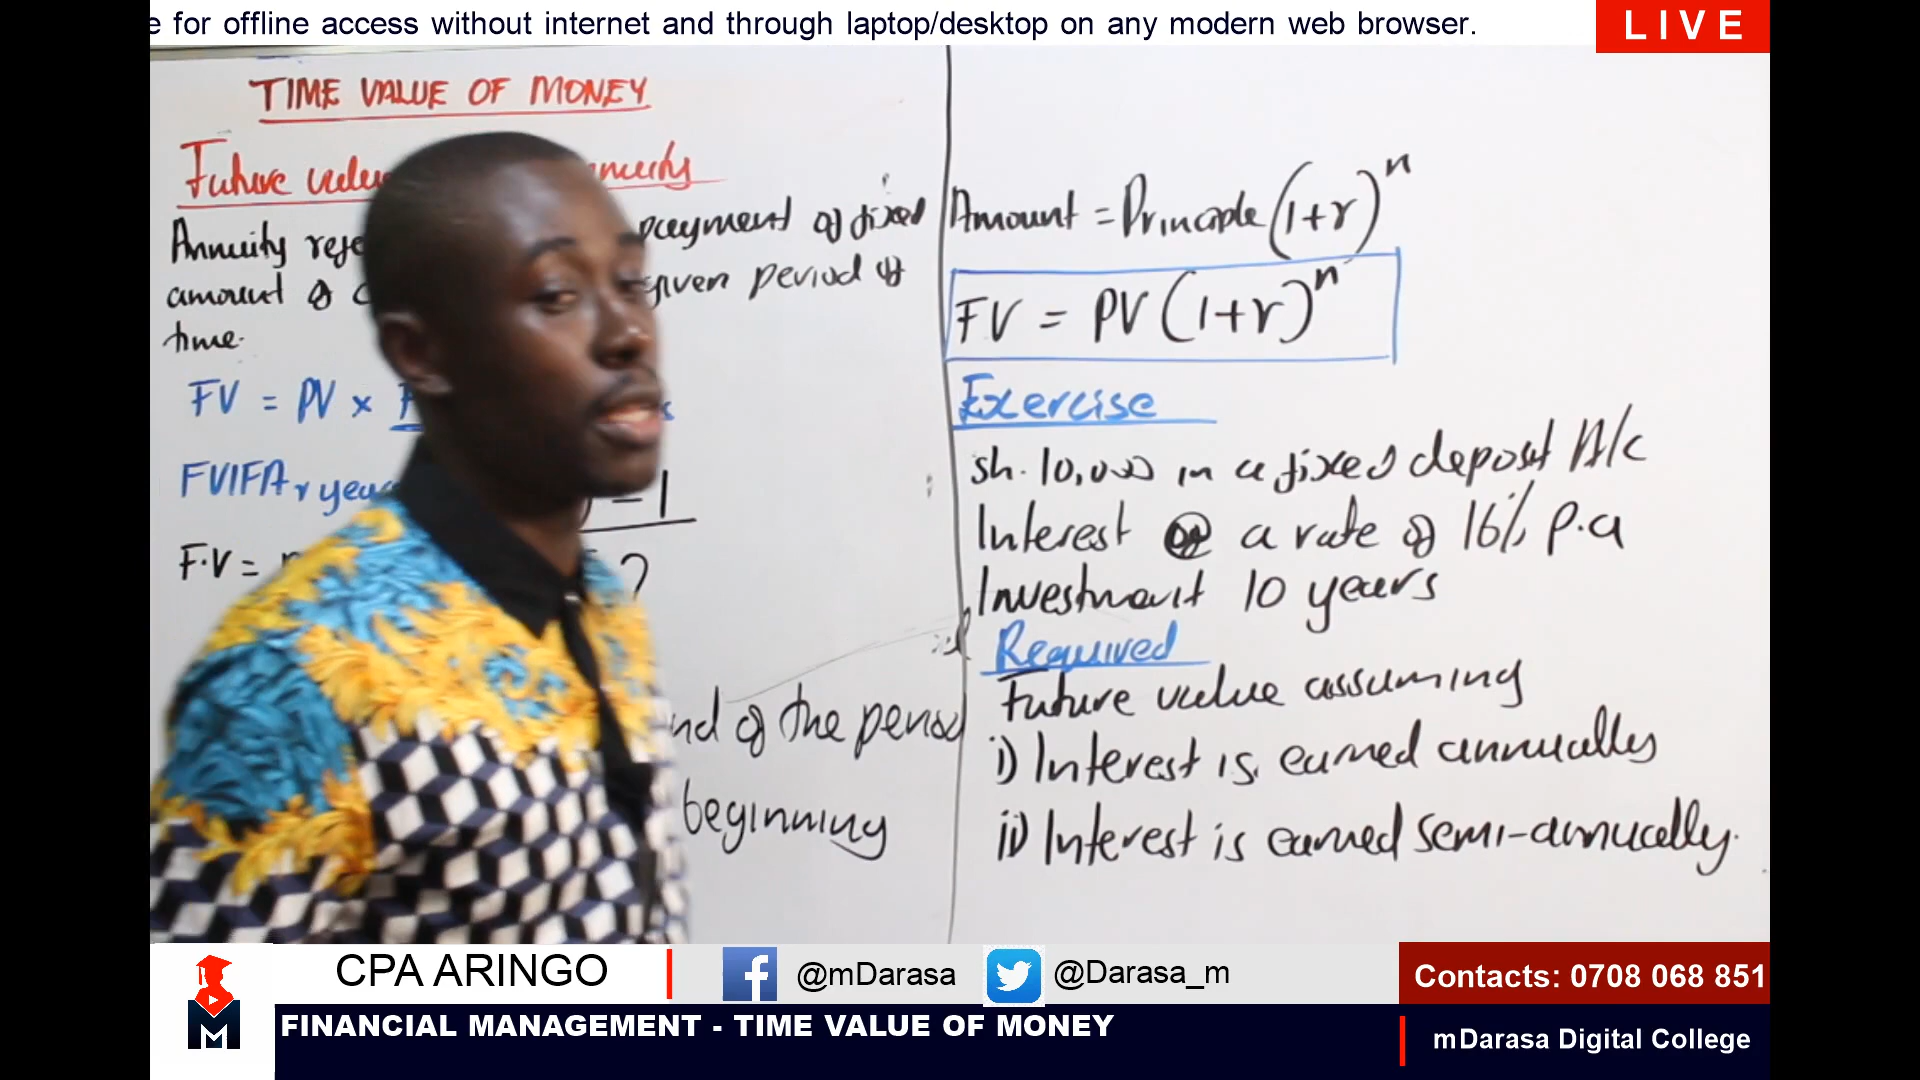 e for offline access without internet and through laptop/desktop on any modern web browser.
LIVE
TIME VALUE OF MONEY
Future
Annuity payment of fixed
amount of given period of
time.
FV = PV ×
FVIFA r
F.V =
- 1
?
of the period
beginning
Amount = Principle (1+r)^n
FV = PV (1+r)^n
Exercise
sh. 10,000 in a fixed deposit A/c
Interest @ a rate of 16% p.a
Investment 10 years
Required
Future value assuming
i) Interest is earned annually
ii) Interest is earned semi-annually.
CPA ARINGO
@mDarasa
@Darasa_m
Contacts: 0708 068 851
M
FINANCIAL MANAGEMENT - TIME VALUE OF MONEY
mDarasa Digital College